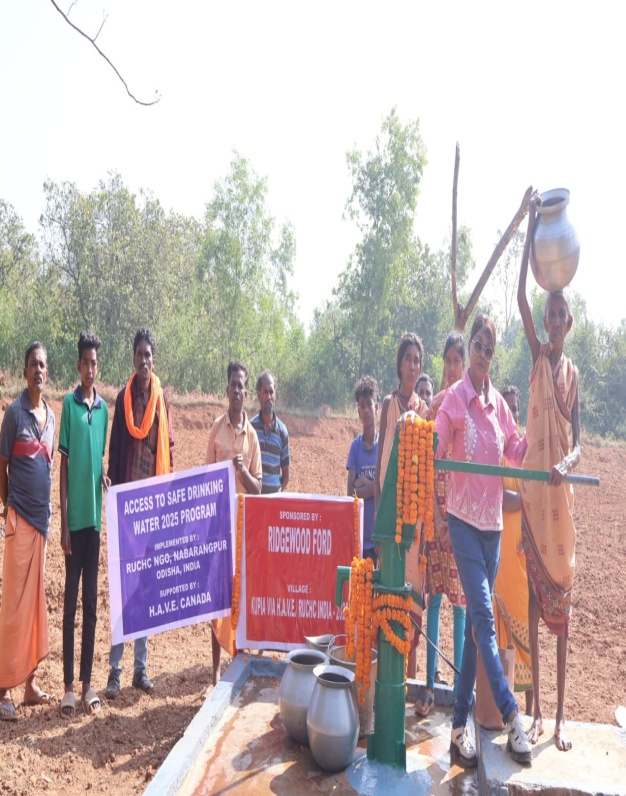 ACCESS TO SAFE DRINKING
WATER 2025 PROGRAM
IMPLEMENTED BY :
RUCHC NGO, NABARANGPUR
ODISHA, INDIA
SUPPORTED BY :
H.A.V.E. CANADA
SPONSORED BY :
RIDGEWOOD FORD
VILLAGE :
KUPIA VIA H.A.V.E./ RUCHC INDIA -